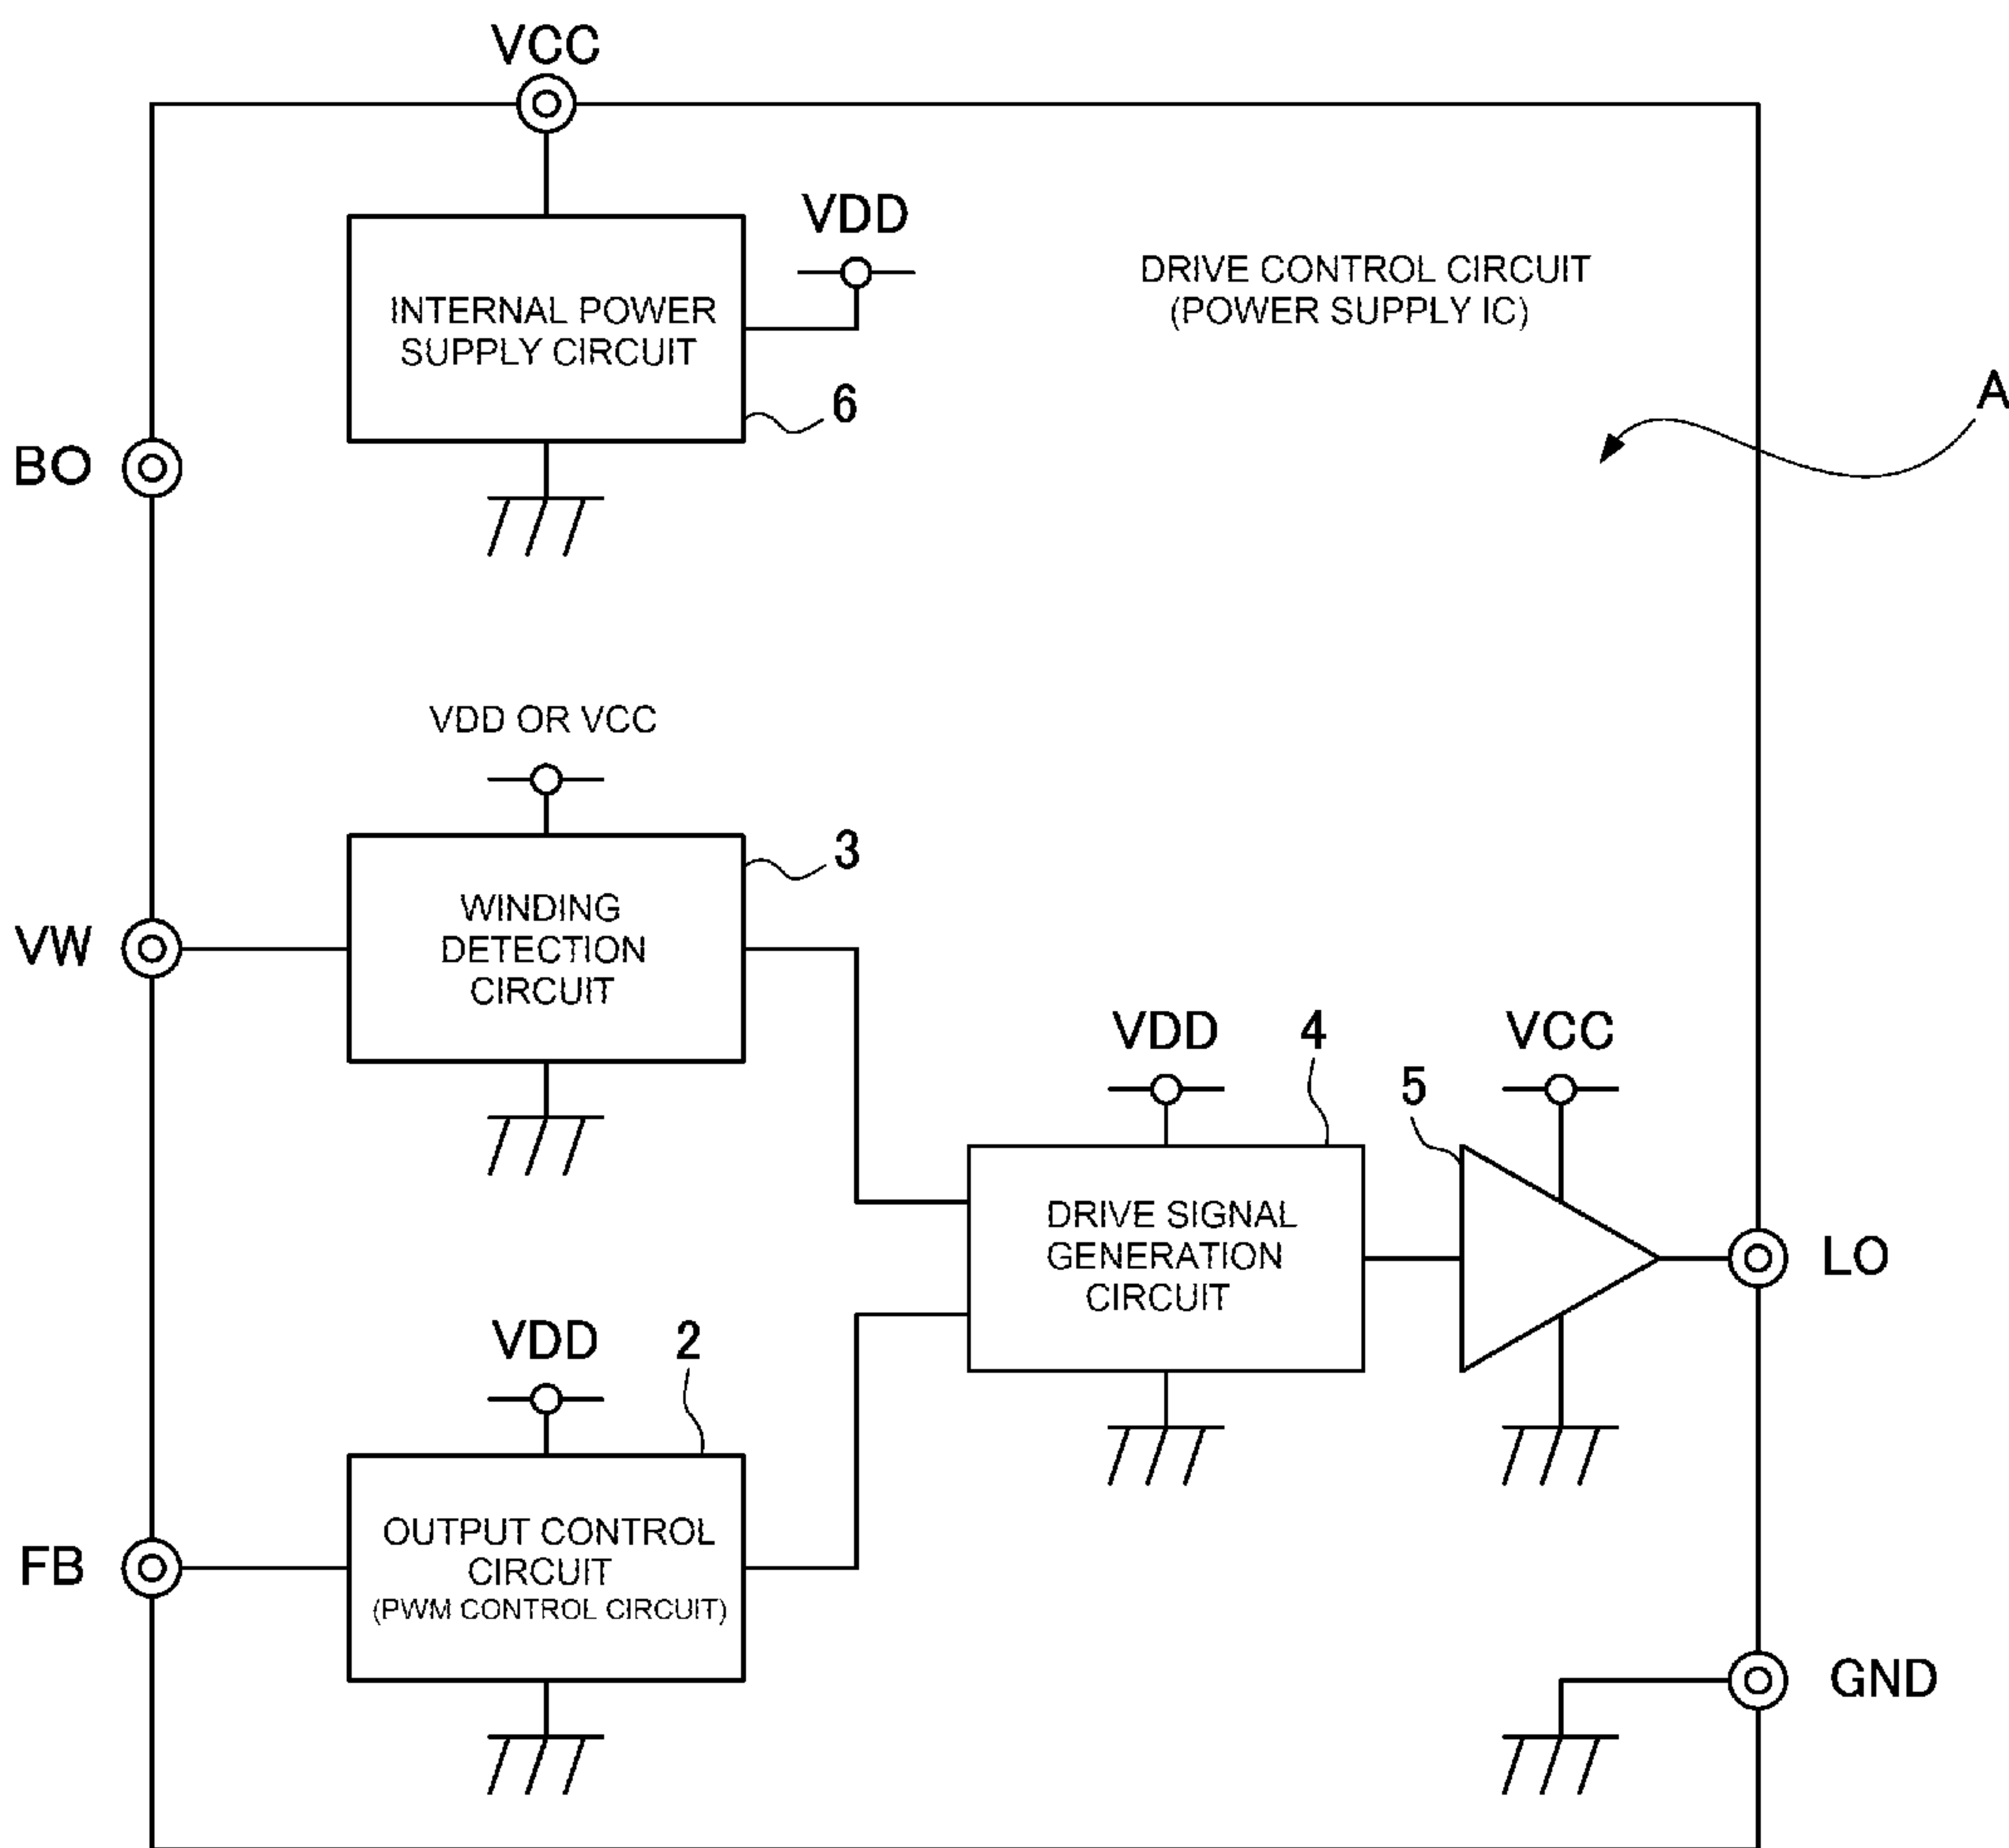 VCC
VDD
INTERNAL POWER
SUPPLY CIRCUIT
6
DRIVE CONTROL CIRCUIT
(POWER SUPPLY IC)
A
BO
VDD OR VCC
3
VW
WINDING
DETECTION
CIRCUIT
VDD
4
VCC
5
DRIVE SIGNAL
GENERATION
CIRCUIT
LO
VDD
2
FB
OUTPUT CONTROL
CIRCUIT
(PWM CONTROL CIRCUIT)
GND